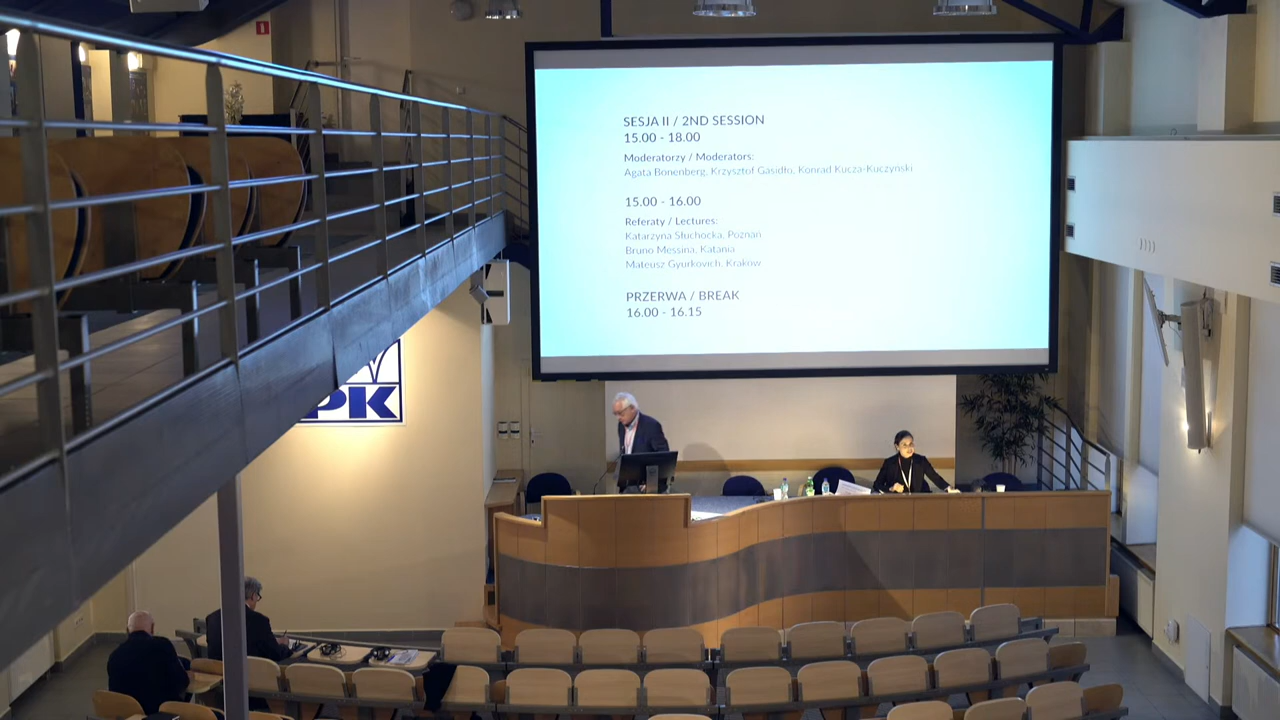 SESJA II / 2ND SESSION
15.00 - 18.00
Moderatorzy / Moderators:
Agata Bonenberg, Krzysztof Gasidło, Konrad Kucza-Kuczyński
15.00 - 16.00
Referaty / Lectures:
Katarzyna Słuchocka, Poznań
Bruno Messina, Katania
Mateusz Gyurkovich, Kraków
PRZERWA / BREAK
16.00 - 16.15
PK